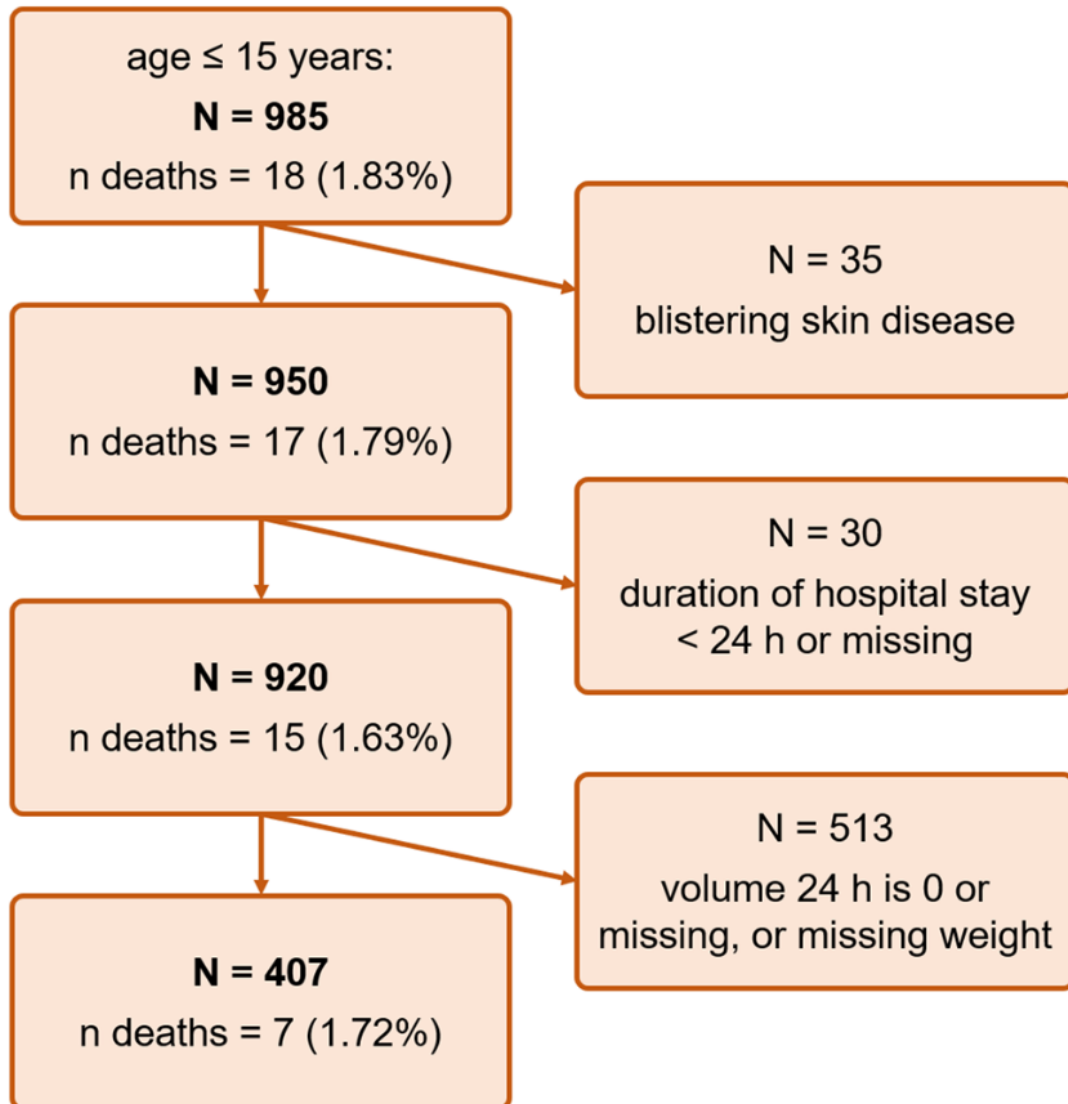 age ≤ 15 years:
N = 985
n deaths = 18 (1.83%)
N = 35
blistering skin disease
N = 950
n deaths = 17 (1.79%)
N = 30
duration of hospital stay
< 24 h or missing
N = 920
n deaths = 15 (1.63%)
N = 513
volume 24 h is 0 or
missing, or missing weight
N = 407
n deaths = 7 (1.72%)